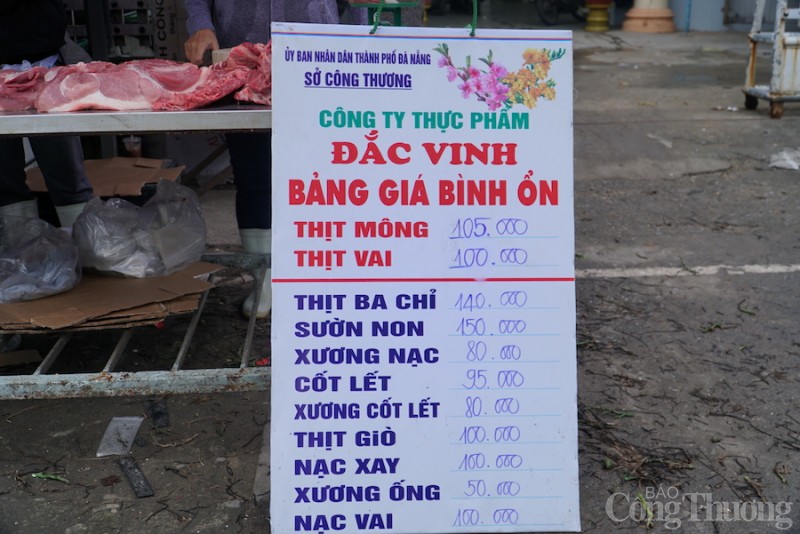 ỦY BAN NHÂN DÂN THÀNH PHỐ ĐÀ NẴNG
SỞ CÔNG THƯƠNG
CÔNG TY THỰC PHẨM
ĐẮC VINH
BẢNG GIÁ BÌNH ỔN
THỊT MÔNG 105.000
THỊT VAI 100.000
THỊT BA CHỈ 140.000
SƯỜN NON 150.000
XƯƠNG NẠC 80.000
CỐT LẾT 95.000
XƯƠNG CỐT LẾT 80.000
THỊT GIÒ 100.000
NẠC XAY 100.000
XƯƠNG ỐNG 50.000
NẠC VAI 100.000
BÁO
Công Thương